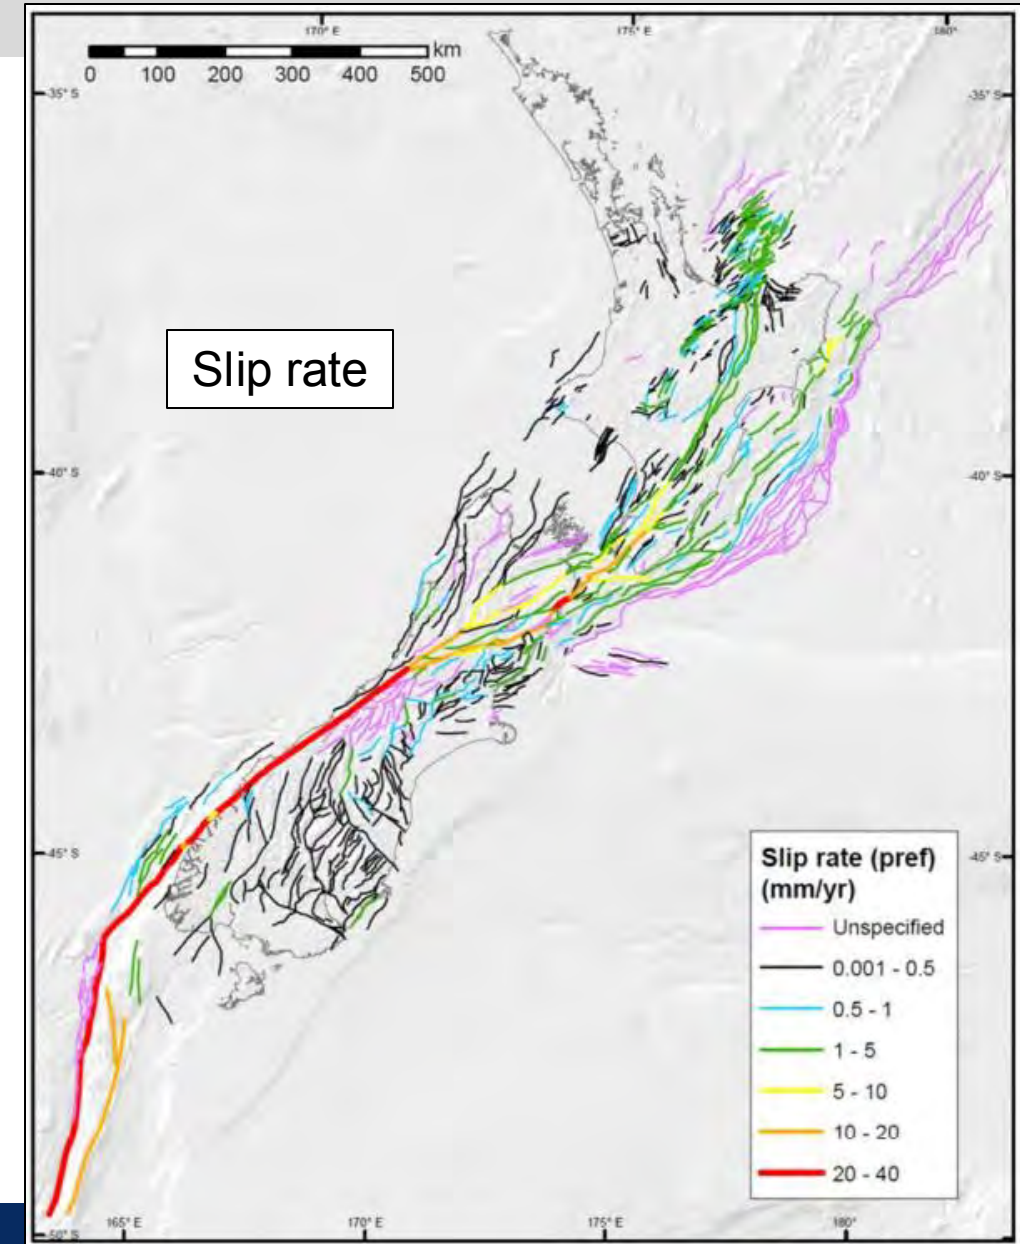 170° E 175° E 180°
km
0 100 200 300 400 500
-35° S -35° S
Slip rate
-40° S -40° S
-45° S -45° S
Slip rate (pref)
(mm/yr)
Unspecified
0.001 - 0.5
0.5 - 1
1 - 5
5 - 10
10 - 20
20 - 40
-50° S
165° E 170° E 175° E 180°